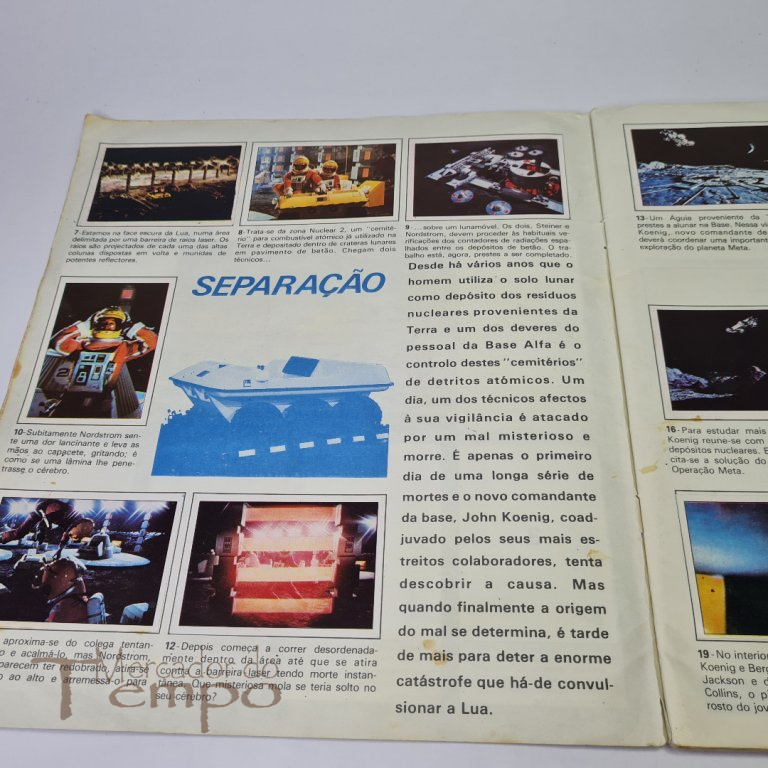 7-Estamos na face escura da Lua, numa área
delimitada por uma barreira de raios laser. Os
raios são projectados de cada uma das altas
colunas dispostas em volta e munidas de
potentes reflectores.
8- Trata-se da zona Nuclear 2, um "cemité-
rio" para combustível atómico já utilizado na
Terra e depositado dentro de crateras lunares
em pavimento de betão. Chegam dois
técnicos...
9-... sobre um lunamóvel. Os dois, Steiner e
Nordstrom, devem proceder às habituais ve-
rificações dos contadores de radiações espa-
lhados entre os depósitos de betão. O tra-
balho está, agora, prestes a ser completado.
SEPARAÇÃO
Desde há vários anos que o
homem utiliza o solo lunar
como depósito dos resíduos
nucleares provenientes da
Terra e um dos deveres do
pessoal da Base Alfa é o
controlo destes "cemitérios"
de detritos atómicos. Um
dia, um dos técnicos afectos
à sua vigilância é atacado
por um mal misterioso e
morre. É apenas o primeiro
dia de uma longa série de
mortes e o novo comandante
da base, John Koenig, coad-
juvado pelos seus mais es-
treitos colaboradores, tenta
descobrir a causa. Mas
quando finalmente a origem
do mal se determina, é tarde
de mais para deter a enorme
catástrofe que há-de convul-
sionar a Lua.
10-Subitamente Nordstrom sen-
te uma dor lancinante e leva as
mãos ao capacete, gritando; é
como se uma lâmina lhe pene-
trasse o cérebro.
aproxima-se do colega tentan-
o e acalmá-lo, mas Nordstrom,
parecem ter redobrado, atira-se
o ao alto e arremessa-o para
12- Depois começa a correr desordenada-
mente dentro da área até que se atira
contra a barreira laser tendo morte instan-
tânea. Que misteriosa mola se teria solto no
seu cérebro?
13-Um Águia proveniente da
prestes a alunar na Base. Nessa
Koenig, novo comandante de
deverá coordenar uma important
exploração do planeta Meta.
16-Para estudar mais
Koenig reune-se com
depósitos nucleares. E
cita-se a solução do
Operação Meta.
19-No interior
Koenig e Berg
Jackson e d
Collins, o p
rosto do jov
Mercador do
Tempo